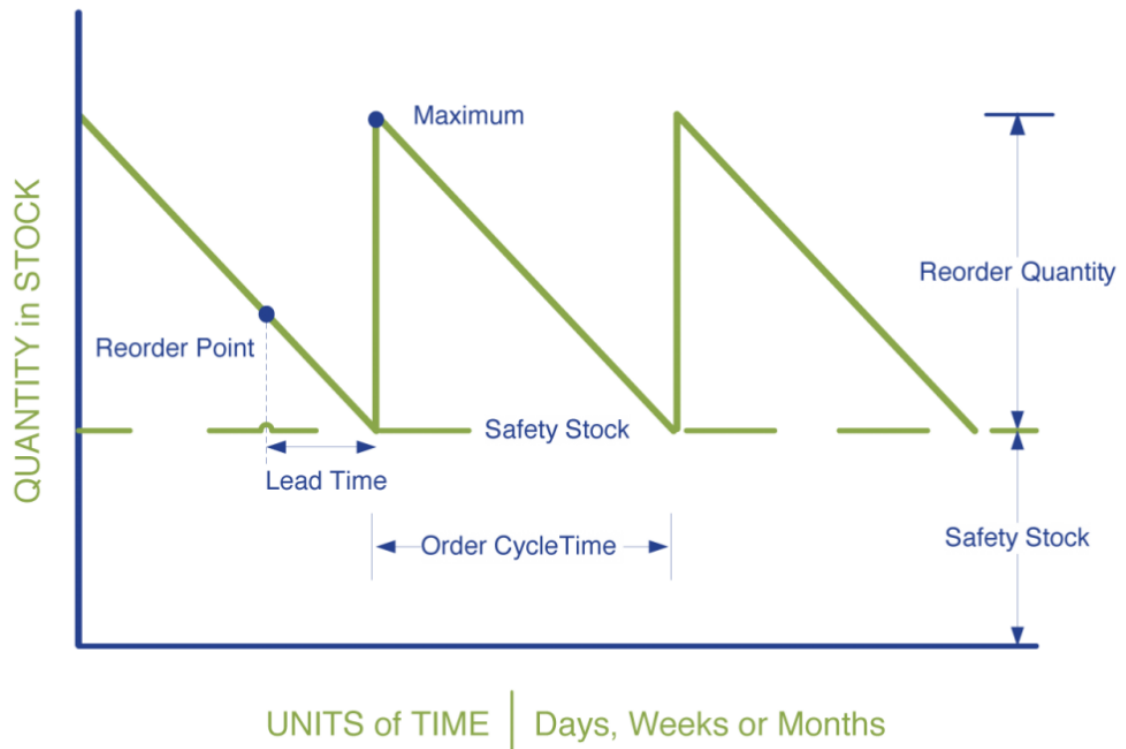 Maximum
QUANTITY in STOCK
Reorder Quantity
Reorder Point
Safety Stock
Lead Time
Order CycleTime
Safety Stock
UNITS of TIME | Days, Weeks or Months